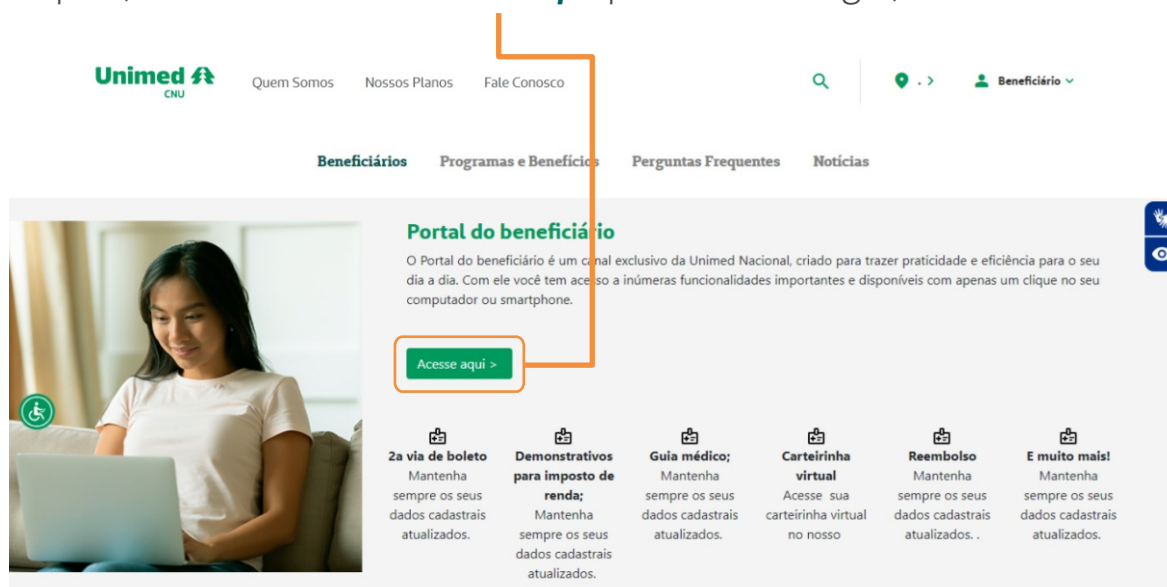 Unimed
CNU
Quem Somos Nossos Planos Fale Conosco
. >
Beneficiário
Beneficiários Programas e Benefícios Perguntas Frequentes Notícias
Portal do beneficiário
O Portal do beneficiário é um canal exclusivo da Unimed Nacional, criado para trazer praticidade e eficiência para o seu
dia a dia. Com ele você tem acesso a inúmeras funcionalidades importantes e disponíveis com apenas um clique no seu
computador ou smartphone.
Acesse aqui >
2a via de boleto
Mantenha
sempre os seus
dados cadastrais
atualizados.
Demonstrativos
para imposto de
renda;
Mantenha
sempre os seus
dados cadastrais
atualizados.
Guia médico;
Mantenha
sempre os seus
dados cadastrais
atualizados.
Carteirinha
virtual
Acesse sua
carteirinha virtual
no nosso
Reembolso
Mantenha
sempre os seus
dados cadastrais
atualizados. .
E muito mais!
Mantenha
sempre os seus
dados cadastrais
atualizados.